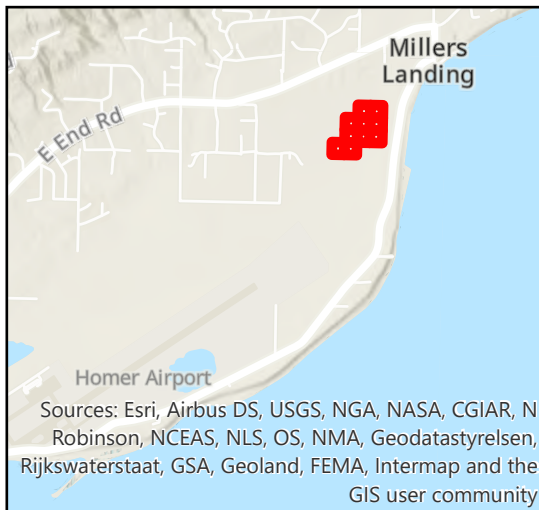 Millers
Landing
E End Rd
Homer Airport
Sources: Esri, Airbus DS, USGS, NGA, NASA, CGIAR, N
Robinson, NCEAS, NLS, OS, NMA, Geodatastyrelsen,
Rijkswaterstaat, GSA, Geoland, FEMA, Intermap and the
GIS user community